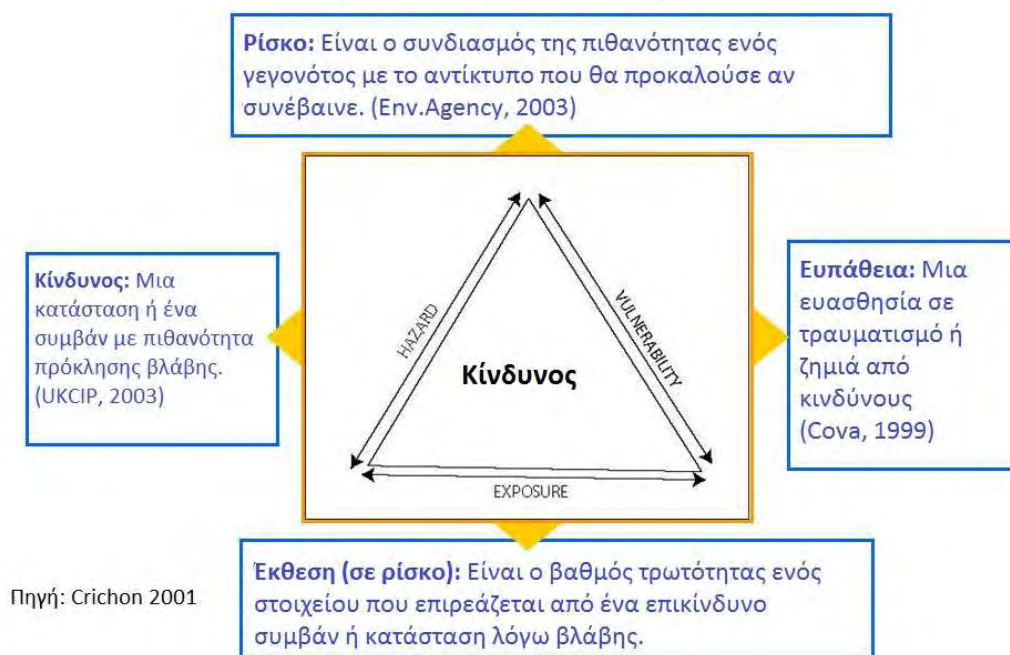 Ρίσκο: Είναι ο συνδιασμός της πιθανότητας ενός
γεγονότος με το αντίκτυπο που θα προκαλούσε αν
συνέβαινε. (Env.Agency, 2003)
Κίνδυνος: Μια
κατάσταση ή ένα
συμβάν με πιθανότητα
πρόκλησης βλάβης.
(UKCIP, 2003)
HAZARD
VULNERABILITY
Κίνδυνος
EXPOSURE
Ευπάθεια: Μια
ευασθησία σε
τραυματισμό ή
ζημιά από
κινδύνους
(Cova, 1999)
Έκθεση (σε ρίσκο): Είναι ο βαθμός τρωτότητας ενός
στοιχείου που επιρεάζεται από ένα επικίνδυνο
συμβάν ή κατάσταση λόγω βλάβης.
Πηγή: Crichon 2001